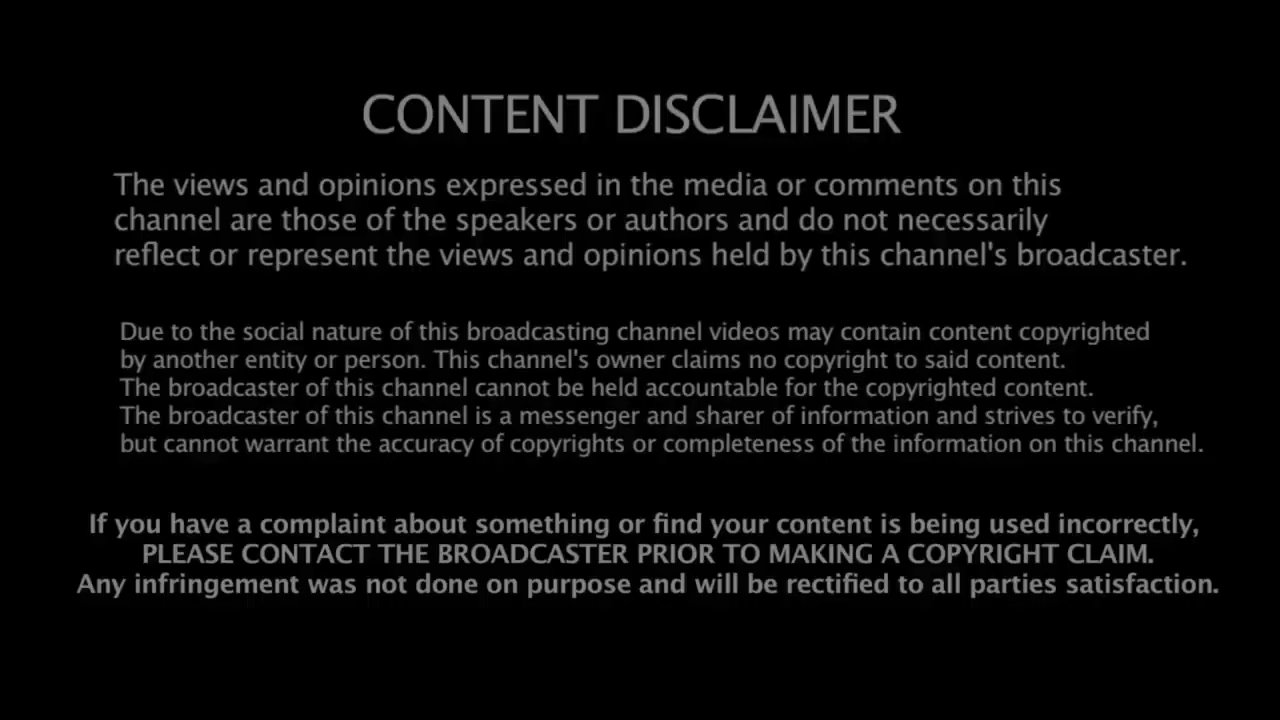 CONTENT DISCLAIMER
The views and opinions expressed in the media or comments on this
channel are those of the speakers or authors and do not necessarily
reflect or represent the views and opinions held by this channel's broadcaster.
Due to the social nature of this broadcasting channel videos may contain content copyrighted
by another entity or person. This channel's owner claims no copyright to said content.
The broadcaster of this channel cannot be held accountable for the copyrighted content.
The broadcaster of this channel is a messenger and sharer of information and strives to verify,
but cannot warrant the accuracy of copyrights or completeness of the information on this channel.
If you have a complaint about something or find your content is being used incorrectly,
PLEASE CONTACT THE BROADCASTER PRIOR TO MAKING A COPYRIGHT CLAIM.
Any infringement was not done on purpose and will be rectified to all parties satisfaction.